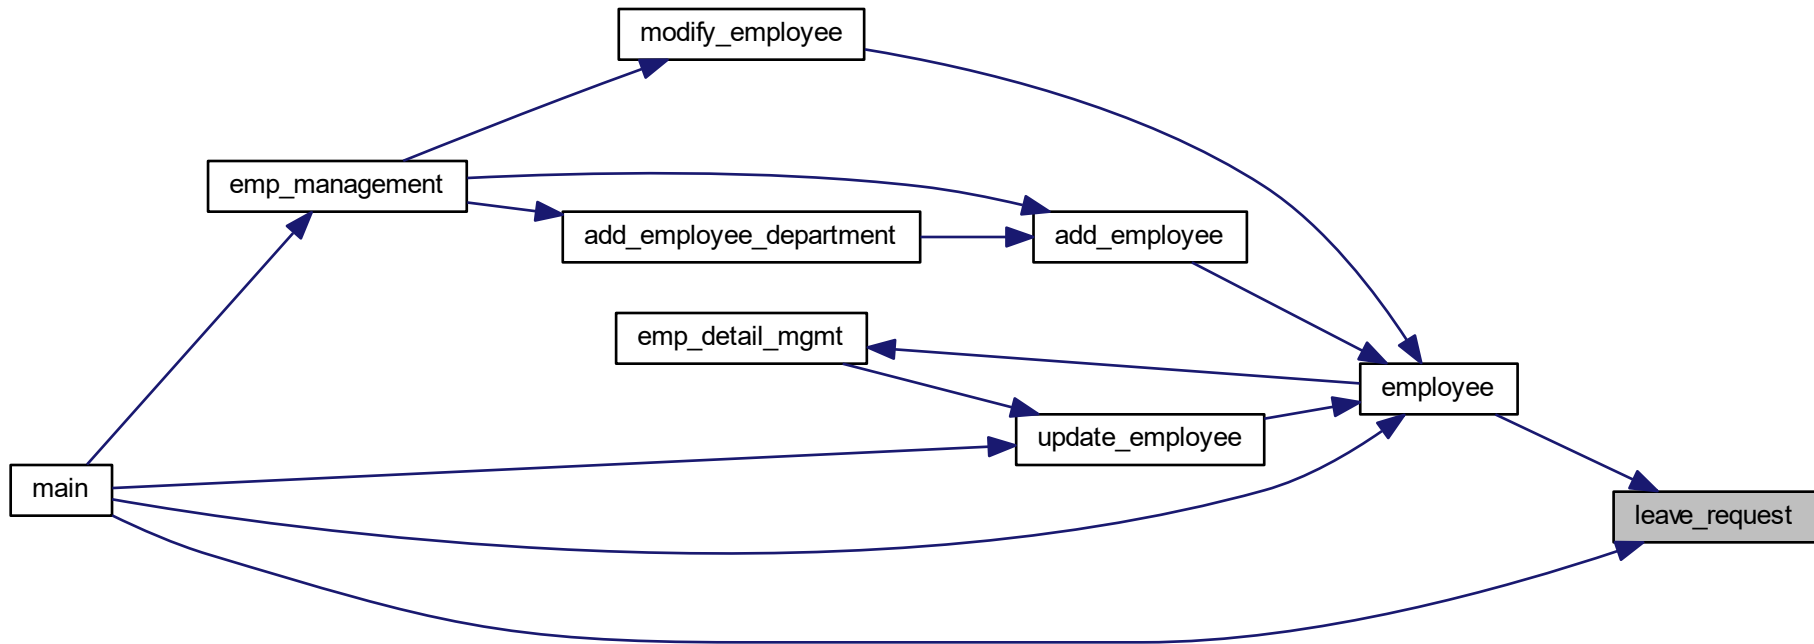 modify_employee
emp_management
add_employee_department
add_employee
emp_detail_mgmt
employee
update_employee
main
leave_request